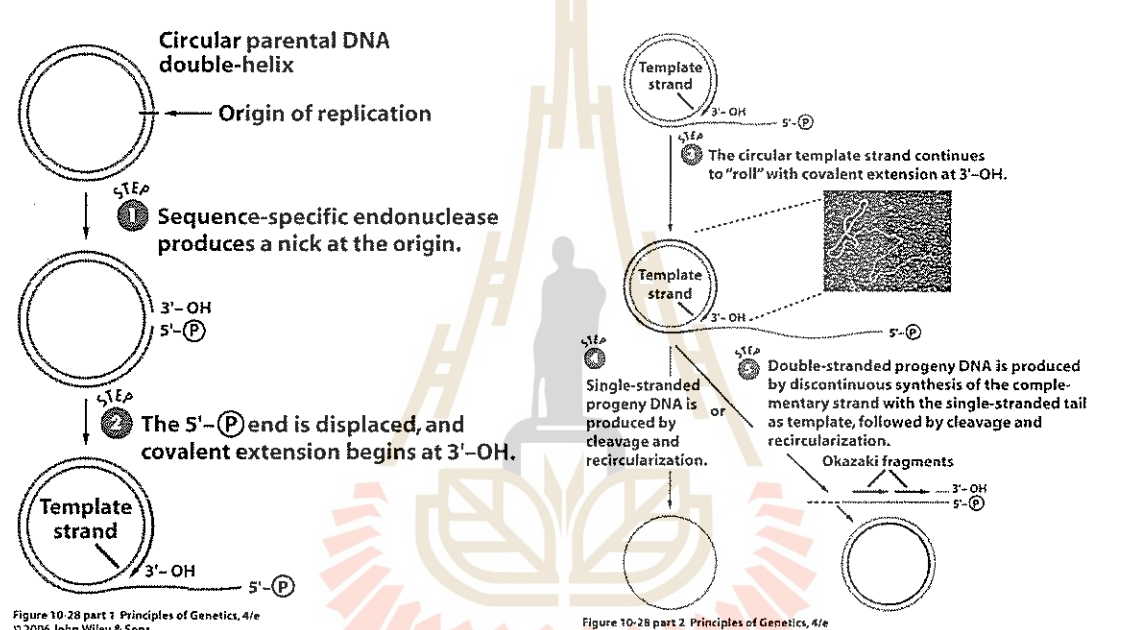 Circular parental DNA
double-helix
Origin of replication
STEP
1
Sequence-specific endonuclease
produces a nick at the origin.
3'–OH
5'–P
STEP
2
The 5'–P end is displaced, and
covalent extension begins at 3'–OH.
Template
strand
3'–OH
5'–P
Figure 10-28 part 1 Principles of Genetics, 4/e
© 2006 John Wiley & Sons
Template
strand
3'–OH
5'–P
STEP
The circular template strand continues
to "roll" with covalent extension at 3'–OH.
Template
strand
3'–OH
5'–P
STEP
4
Single-stranded
progeny DNA is
produced by
cleavage and
recircularization.
or
STEP
Double-stranded progeny DNA is produced
by discontinuous synthesis of the comple-
mentary strand with the single-stranded tail
as template, followed by cleavage and
recircularization.
Okazaki fragments
3'–OH
5'–P
Figure 10-28 part 2 Principles of Genetics, 4/e